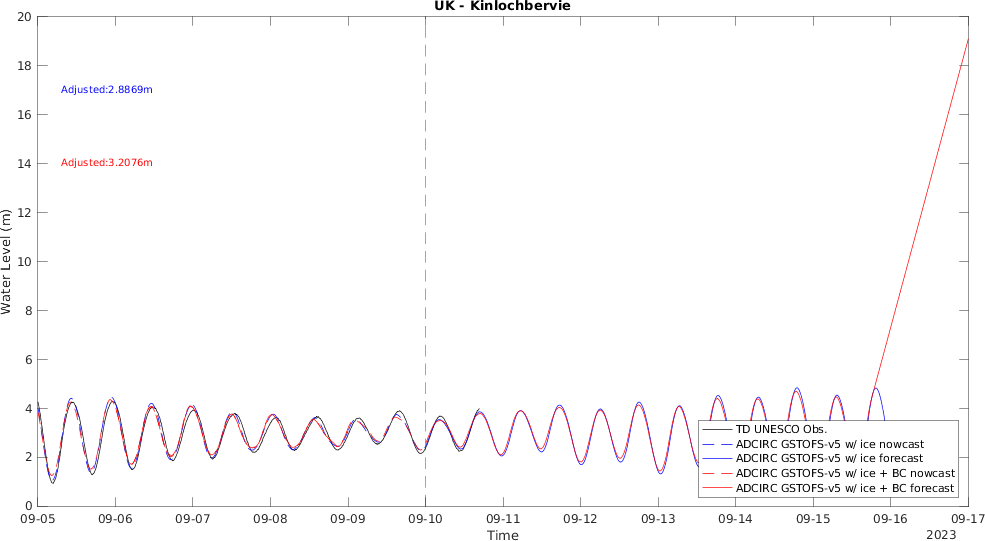 UK - Kinlochbervie
20
18
16
14
12
10
8
6
4
2
0
Water Level (m)
Adjusted:2.8869m
Adjusted:3.2076m
TD UNESCO Obs.
ADCIRC GSTOFS-v5 w/ ice nowcast
ADCIRC GSTOFS-v5 w/ ice forecast
ADCIRC GSTOFS-v5 w/ ice + BC nowcast
ADCIRC GSTOFS-v5 w/ ice + BC forecast
09-05 09-06 09-07 09-08 09-09 09-10 09-11 09-12 09-13 09-14 09-15 09-16 09-17
Time
2023